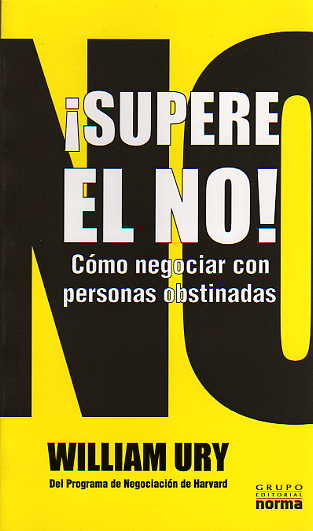 NO
¡SUPERE
EL NO!
Cómo negociar con
personas obstinadas
WILLIAM URY
Del Programa de Negociación de Harvard
GRUPO
EDITORIAL
norma